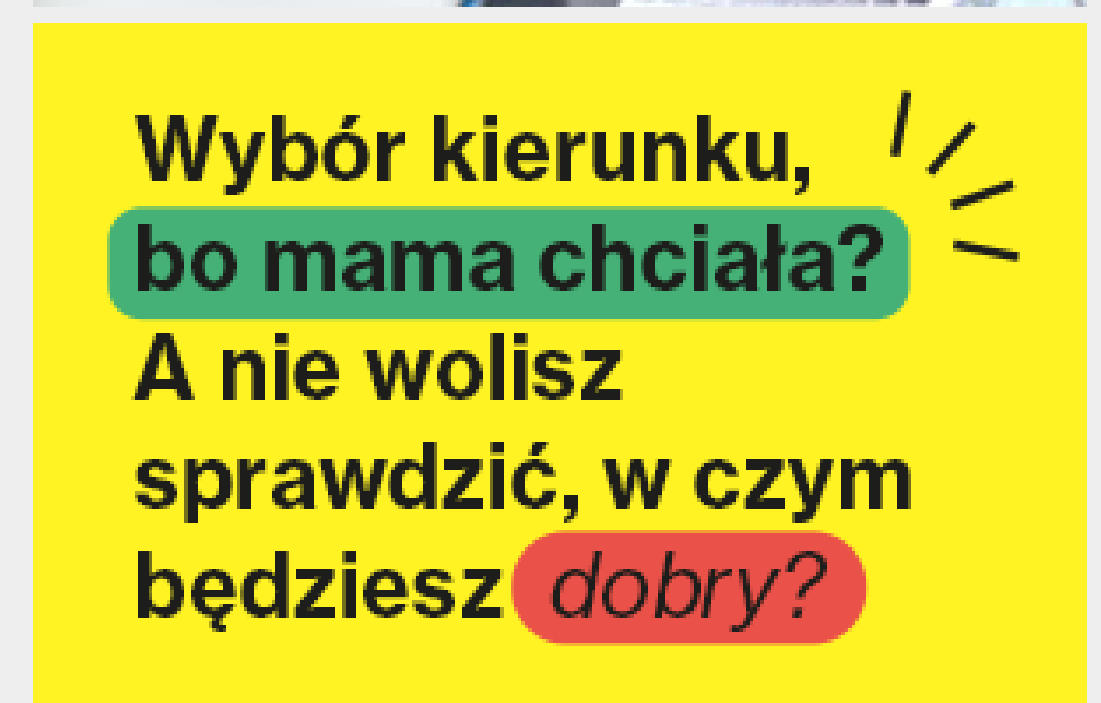 Wybór kierunku,
bo mama chciała?
A nie wolisz
sprawdzić, w czym
będziesz dobry?